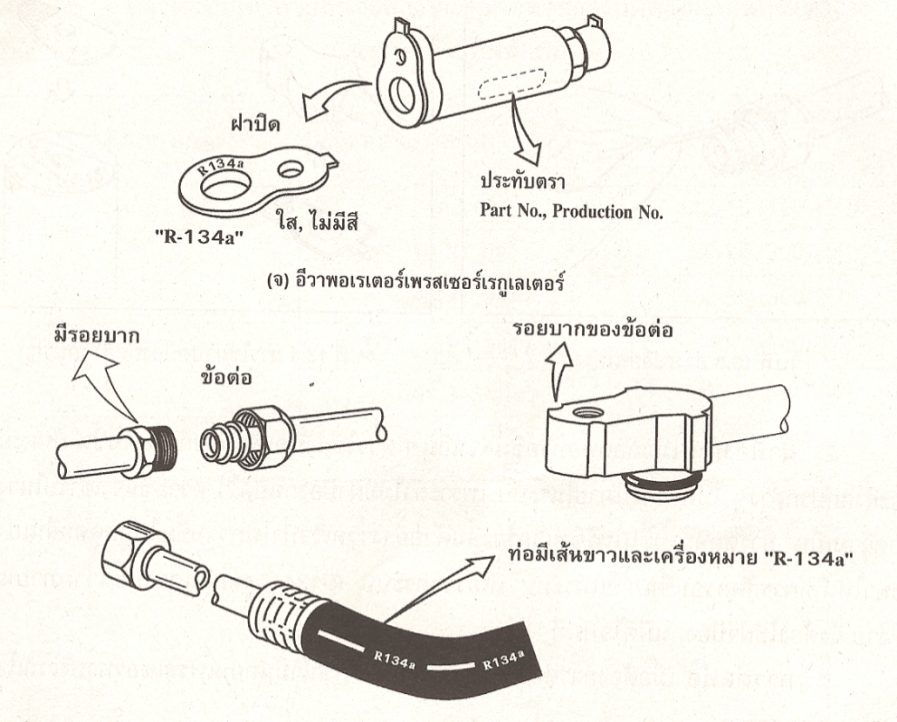 ฝาปิด
R134a
"R-134a"
ใส, ไม่มีสี
ประทับตรา
Part No., Production No.
(จ) อีวาพอเรเตอร์เพรสเซอร์เรกูเลเตอร์
มีรอยบาก
ข้อต่อ
รอยบากของข้อต่อ
ท่อมีเส้นขาวและเครื่องหมาย "R-134a"
R134a
R134a